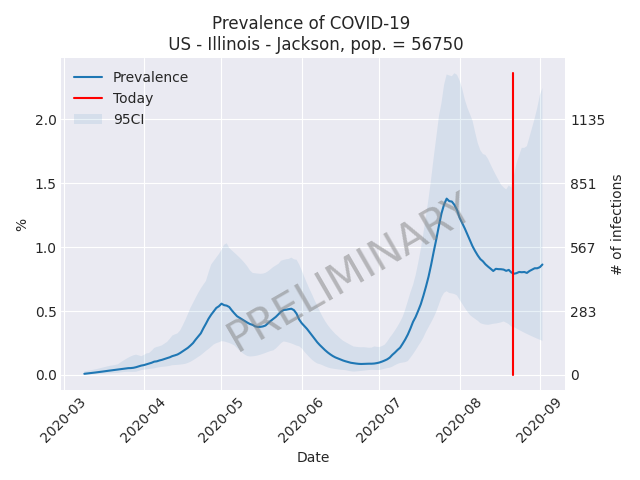 Prevalence of COVID-19
US - Illinois - Jackson, pop. = 56750
Prevalence
Today
95CI
PRELIMINARY
%
2.0
1.5
1.0
0.5
0.0
1135
851
567
283
0
# of infections
2020-03
2020-04
2020-05
2020-06
2020-07
2020-08
2020-09
Date